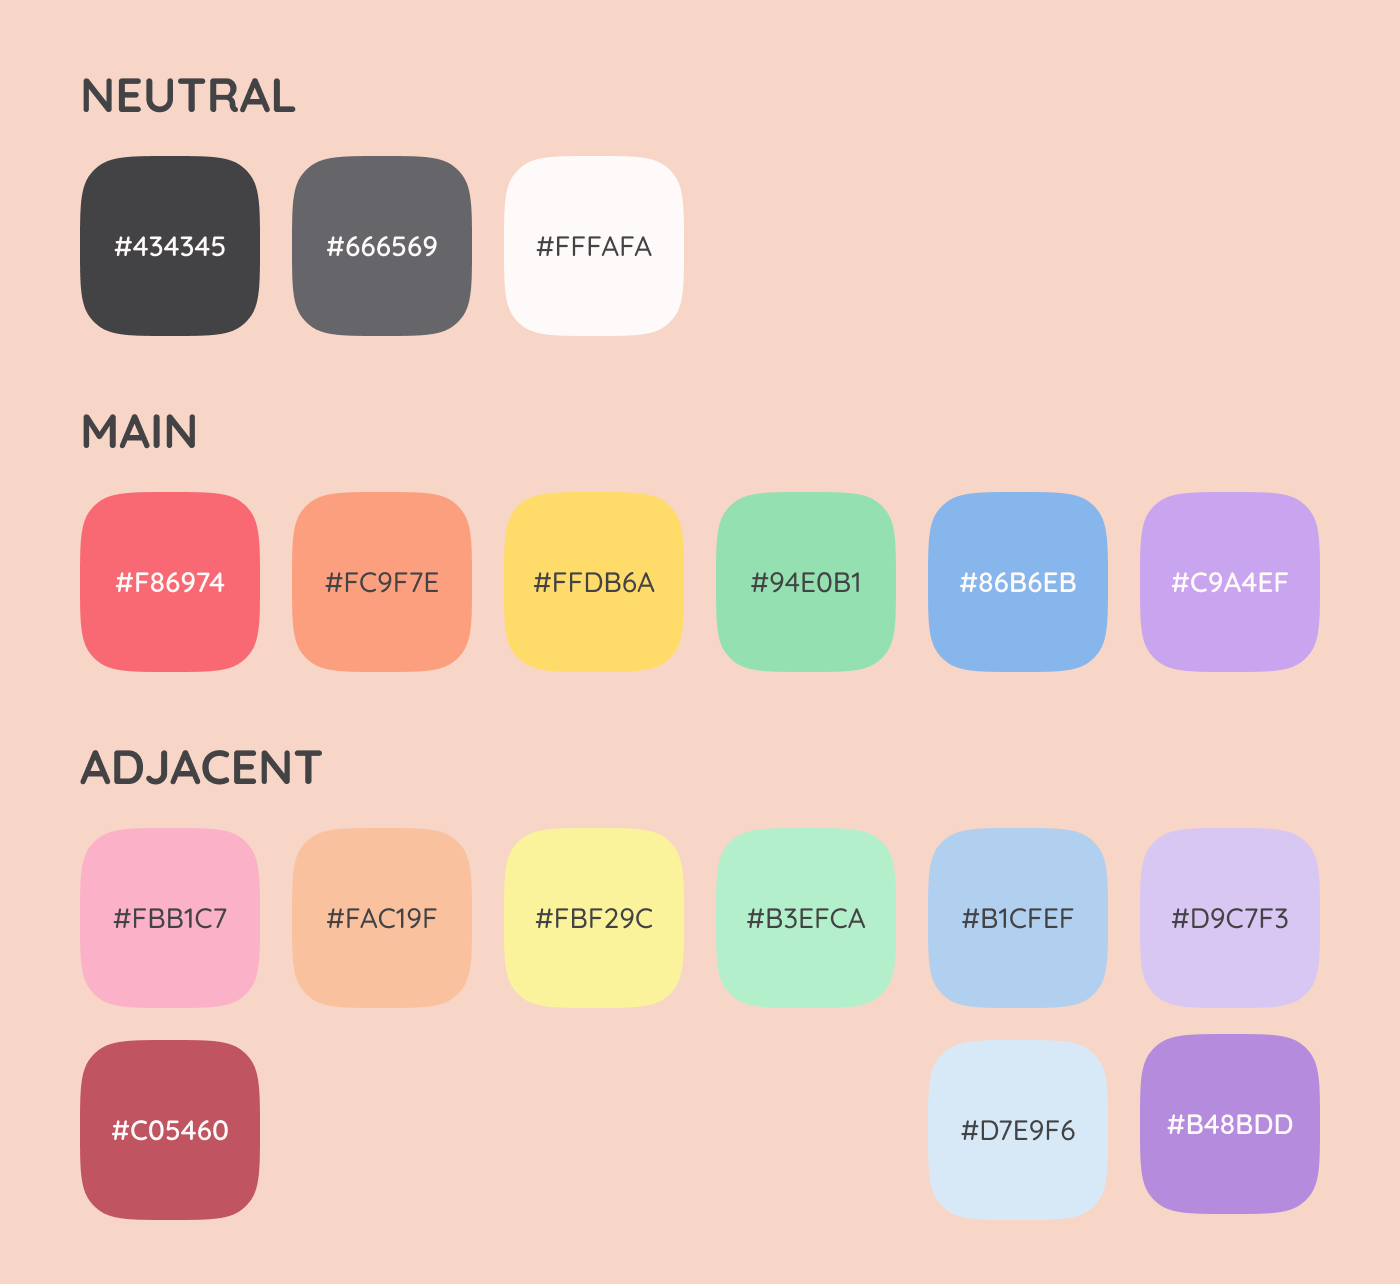 NEUTRAL
#434345 #666569 #FFFAFA
MAIN
#F86974 #FC9F7E #FFDB6A #94E0B1 #86B6EB #C9A4EF
ADJACENT
#FBB1C7 #FAC19F #FBF29C #B3EFCA #B1CFEF #D9C7F3
#C05460 #D7E9F6 #B48BDD